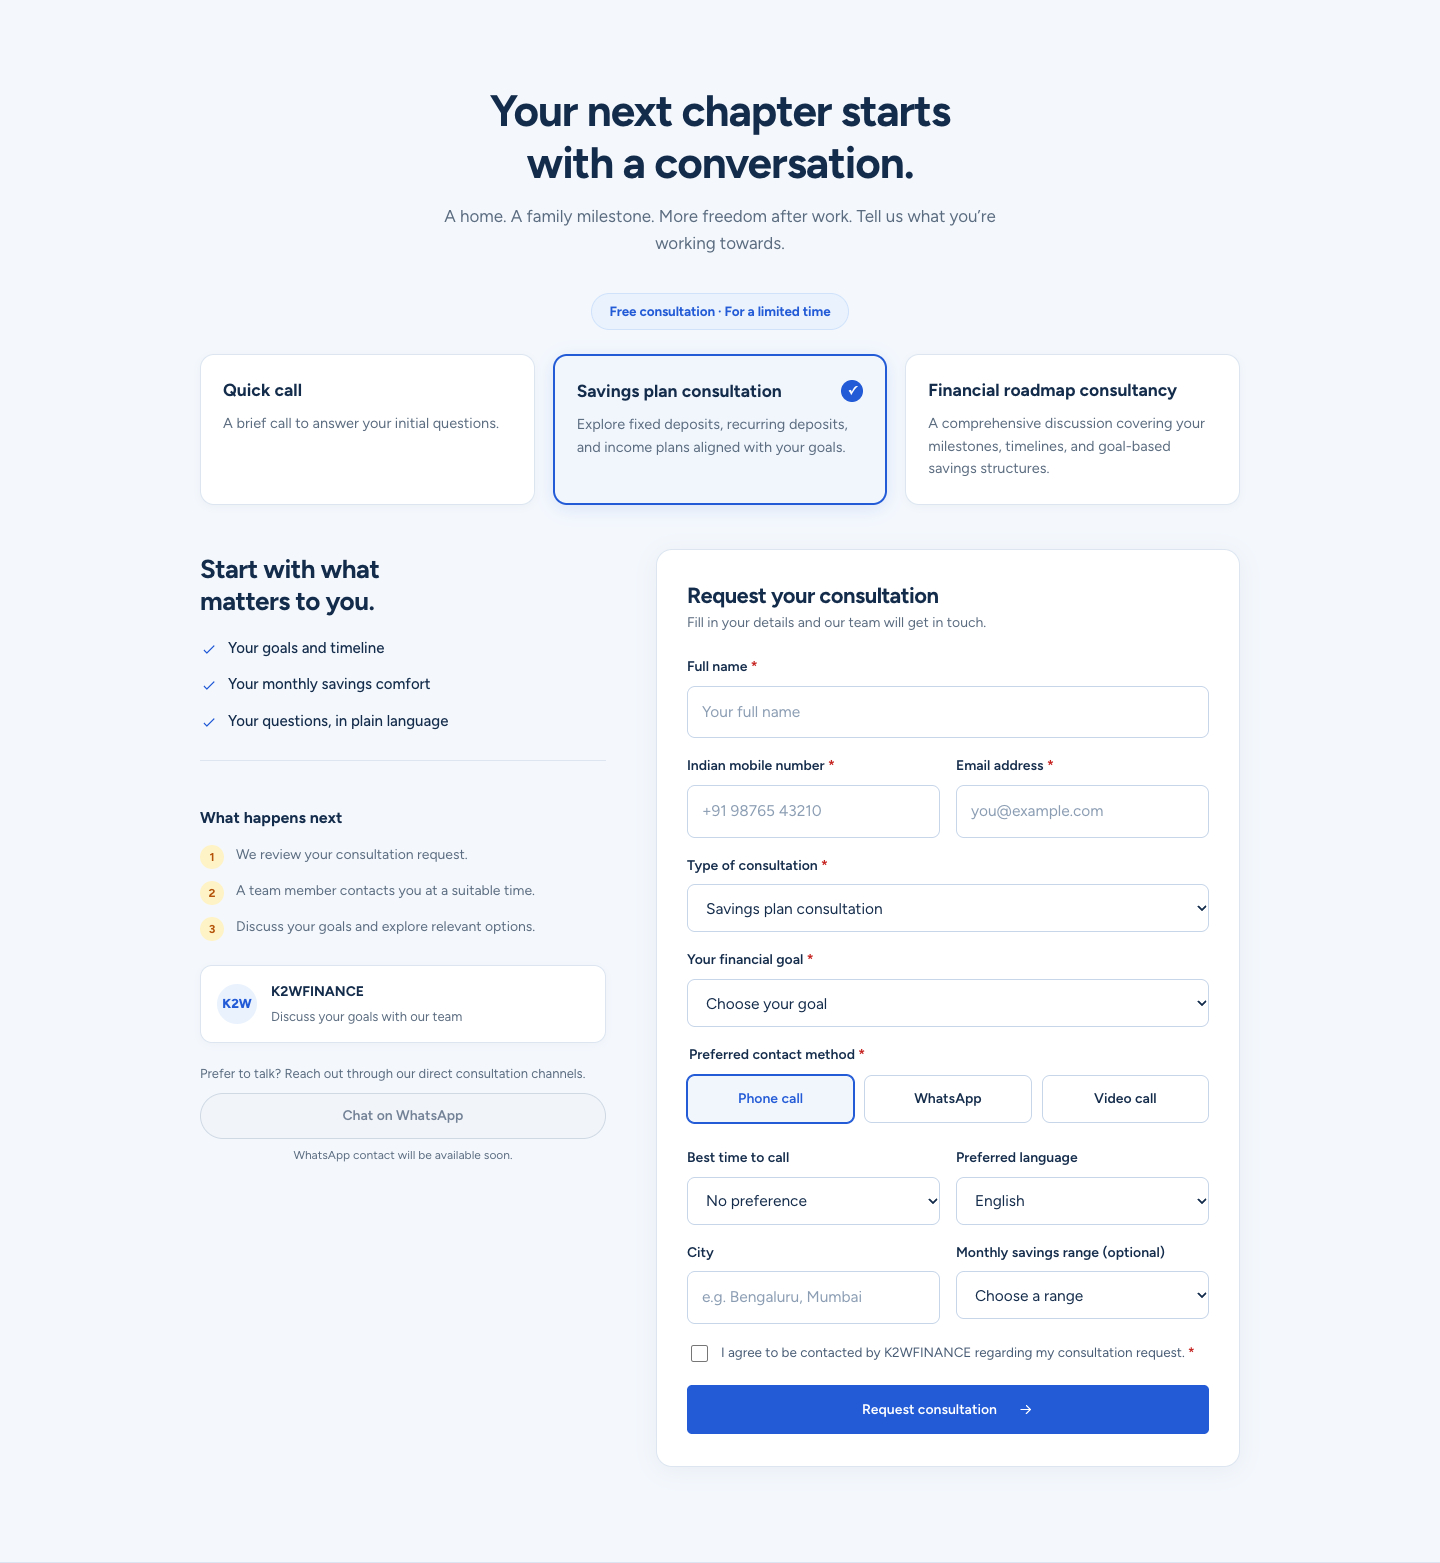 Your next chapter starts
with a conversation.
A home. A family milestone. More freedom after work. Tell us what you’re
working towards.
Free consultation · For a limited time
Quick call
A brief call to answer your initial questions.
Savings plan consultation
Explore fixed deposits, recurring deposits,
and income plans aligned with your goals.
Financial roadmap consultancy
A comprehensive discussion covering your
milestones, timelines, and goal-based
savings structures.
Start with what
matters to you.
Your goals and timeline
Your monthly savings comfort
Your questions, in plain language
What happens next
1 We review your consultation request.
2 A team member contacts you at a suitable time.
3 Discuss your goals and explore relevant options.
K2W
K2WFINANCE
Discuss your goals with our team
Prefer to talk? Reach out through our direct consultation channels.
Chat on WhatsApp
WhatsApp contact will be available soon.
Request your consultation
Fill in your details and our team will get in touch.
Full name *
Your full name
Indian mobile number *
+91 98765 43210
Email address *
you@example.com
Type of consultation *
Savings plan consultation
Your financial goal *
Choose your goal
Preferred contact method *
Phone call
WhatsApp
Video call
Best time to call
No preference
Preferred language
English
City
e.g. Bengaluru, Mumbai
Monthly savings range (optional)
Choose a range
I agree to be contacted by K2WFINANCE regarding my consultation request. *
Request consultation →